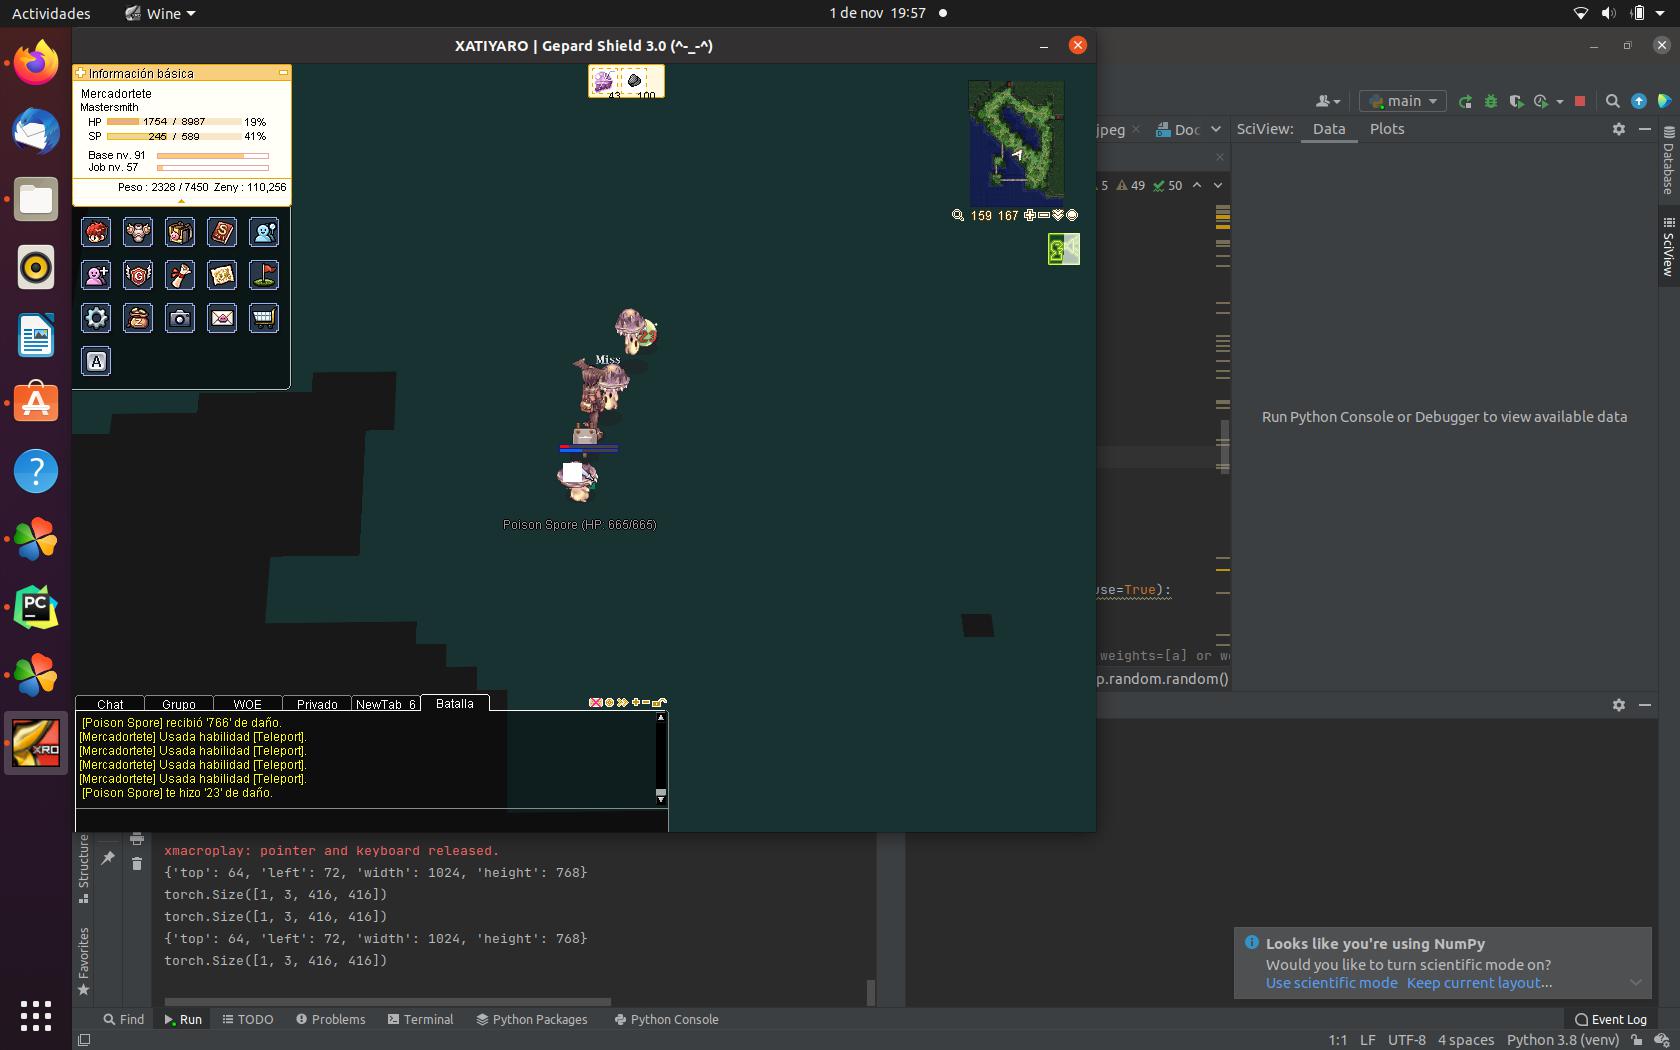 Actividades
Wine
1 de nov 19:57
XATIYARO | Gepard Shield 3.0 (^-_-^)
Información básica
Mercadortete
Mastersmith
HP 1754 / 8987 19%
SP 245 / 589 41%
Base nv. 91
Job nv. 57
Peso : 2328 / 7450 Zeny : 110,256
43 100
159 167
A
23
Miss
Poison Spore (HP: 665/665)
Chat Grupo WOE Privado NewTab_6 Batalla
[Poison Spore] recibió '766' de daño.
[Mercadortete] Usada habilidad [Teleport].
[Mercadortete] Usada habilidad [Teleport].
[Mercadortete] Usada habilidad [Teleport].
[Mercadortete] Usada habilidad [Teleport].
[Poison Spore] te hizo '23' de daño.
main
jpeg
Doc
SciView: Data Plots
5 49 50
Database
SciView
Run Python Console or Debugger to view available data
use=True):
weights=[a] or we
p.random.random()
PC
XRO
Structure
Favorites
xmacroplay: pointer and keyboard released.
{'top': 64, 'left': 72, 'width': 1024, 'height': 768}
torch.Size([1, 3, 416, 416])
torch.Size([1, 3, 416, 416])
{'top': 64, 'left': 72, 'width': 1024, 'height': 768}
torch.Size([1, 3, 416, 416])
Looks like you're using NumPy
Would you like to turn scientific mode on?
Use scientific mode Keep current layout...
Find Run TODO Problems Terminal Python Packages Python Console
Event Log
1:1 LF UTF-8 4 spaces Python 3.8 (venv)